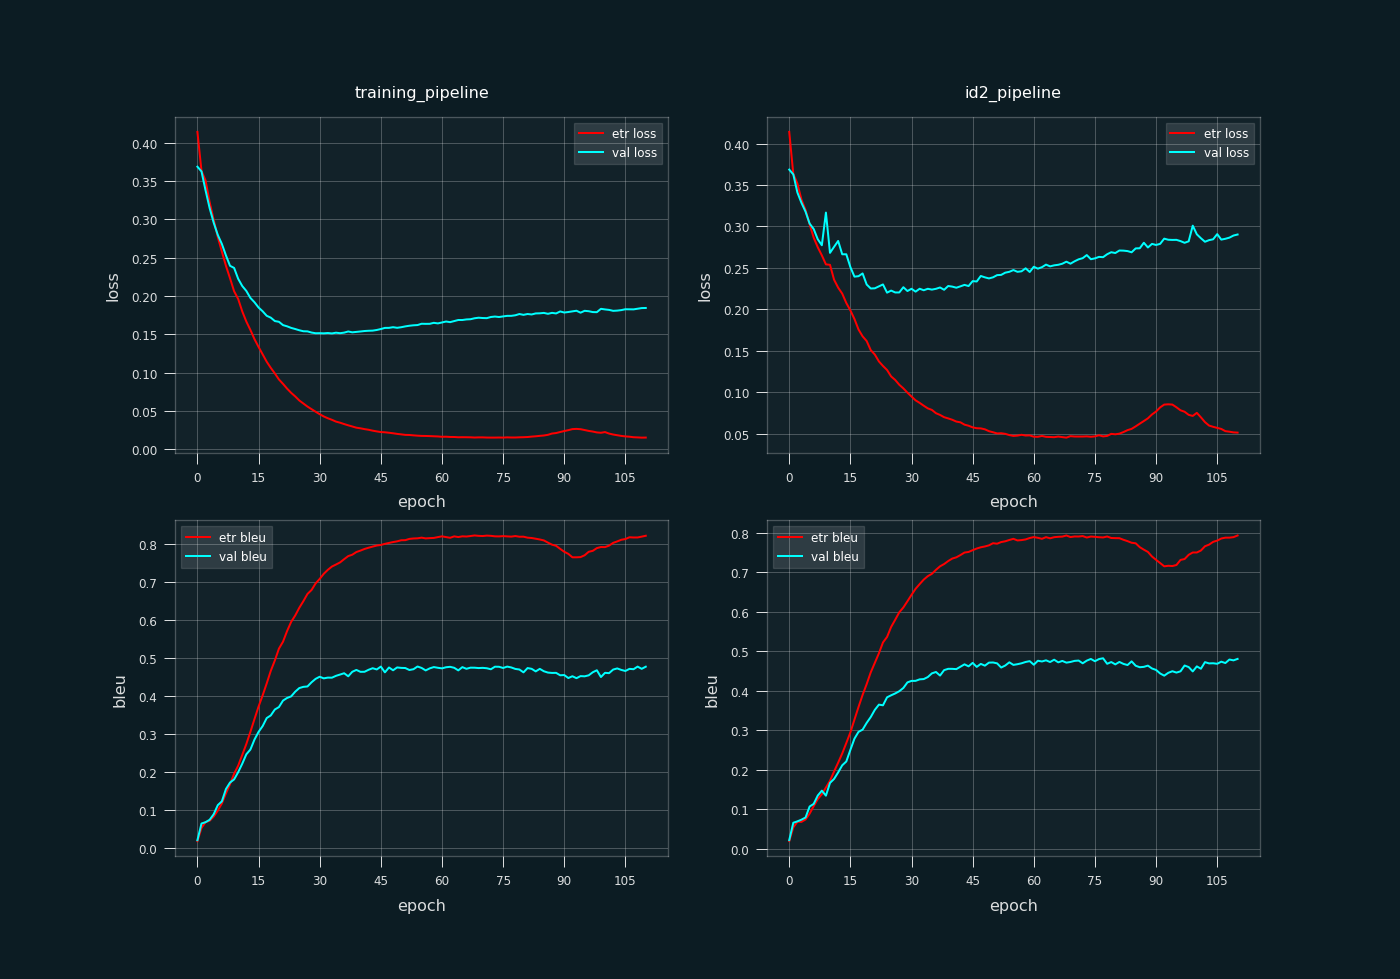 training_pipeline
etr loss
val loss
0.40
0.35
0.30
0.25
0.20
0.15
0.10
0.05
0.00
loss
0 15 30 45 60 75 90 105
epoch
id2_pipeline
etr loss
val loss
0.40
0.35
0.30
0.25
0.20
0.15
0.10
0.05
loss
0 15 30 45 60 75 90 105
epoch
etr bleu
val bleu
0.8
0.7
0.6
0.5
0.4
0.3
0.2
0.1
0.0
bleu
0 15 30 45 60 75 90 105
epoch
etr bleu
val bleu
0.8
0.7
0.6
0.5
0.4
0.3
0.2
0.1
0.0
bleu
0 15 30 45 60 75 90 105
epoch